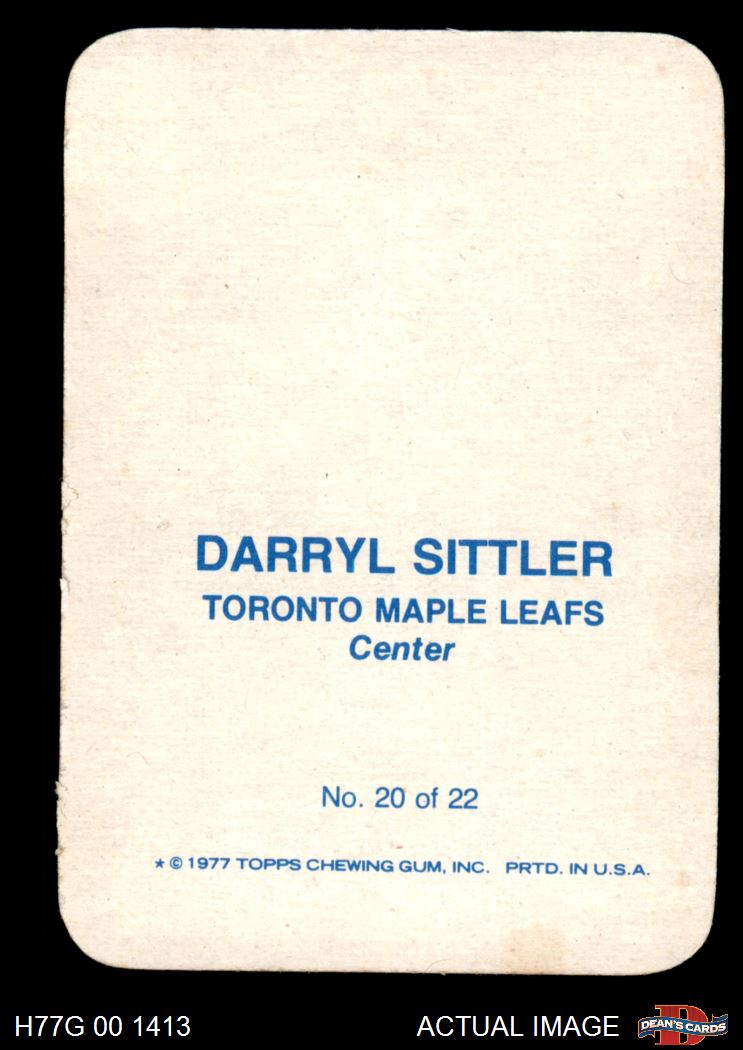 DARRYL SITTLER
TORONTO MAPLE LEAFS
Center
No. 20 of 22
* © 1977 TOPPS CHEWING GUM, INC. PRTD. IN U.S.A.
H77G 00 1413
ACTUAL IMAGE
D
DEAN'S CARDS